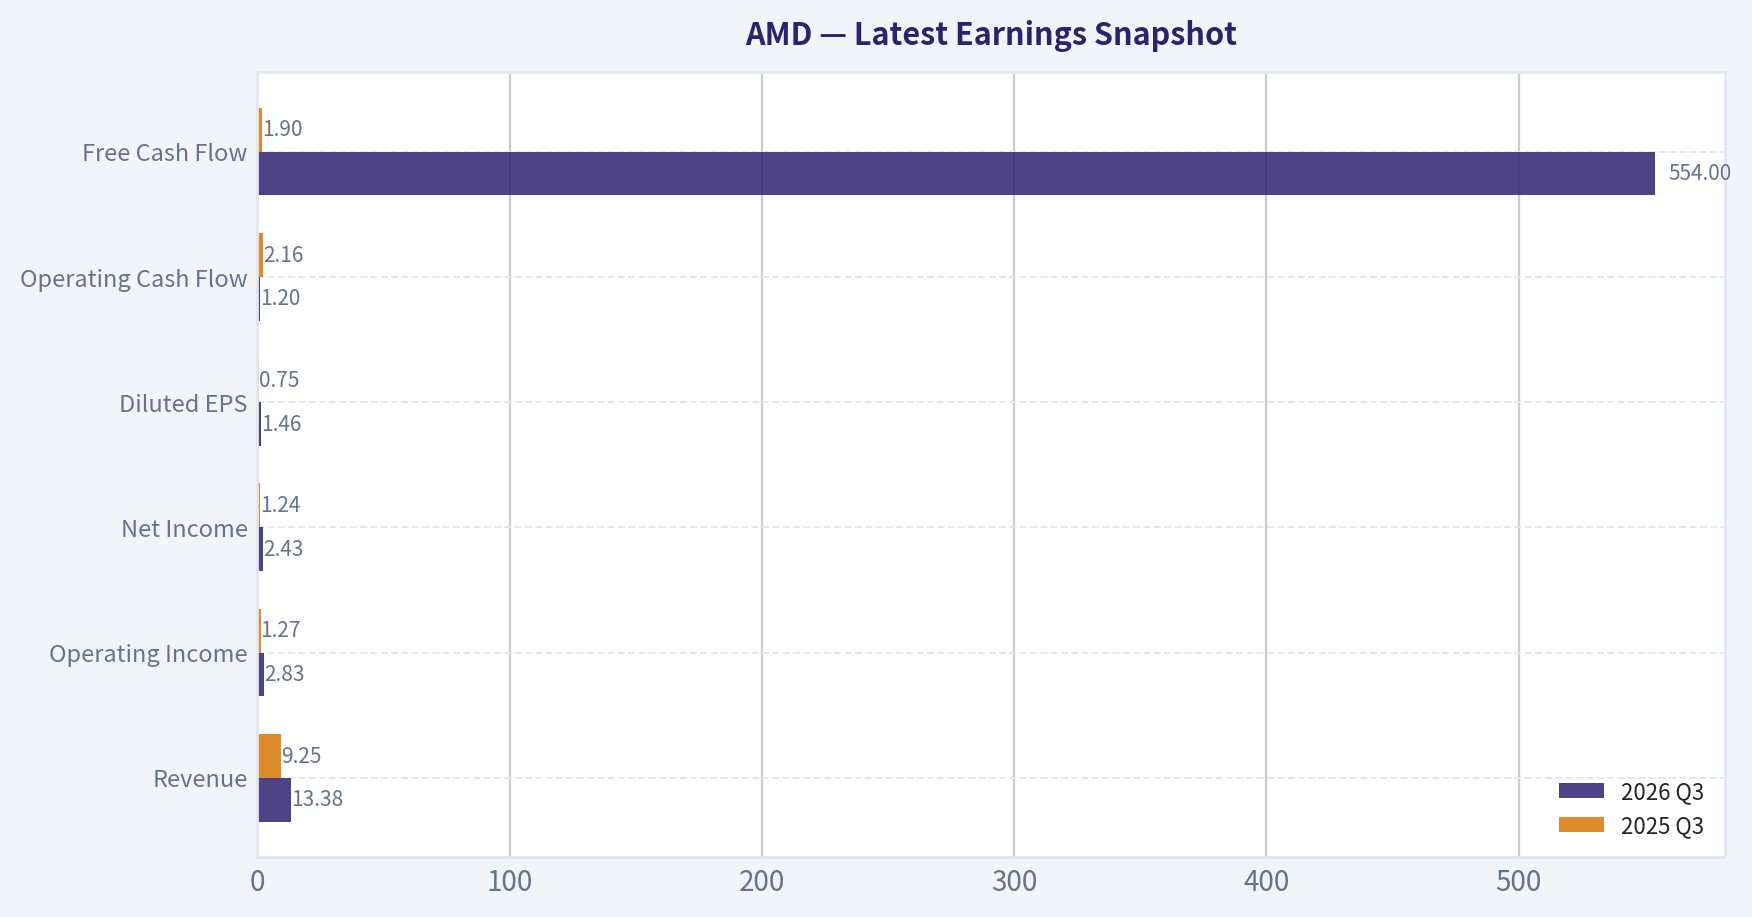 AMD — Latest Earnings Snapshot
Free Cash Flow
1.90
554.00
Operating Cash Flow
2.16
1.20
Diluted EPS
0.75
1.46
Net Income
1.24
2.43
Operating Income
1.27
2.83
Revenue
9.25
13.38
2026 Q3
2025 Q3
0 100 200 300 400 500